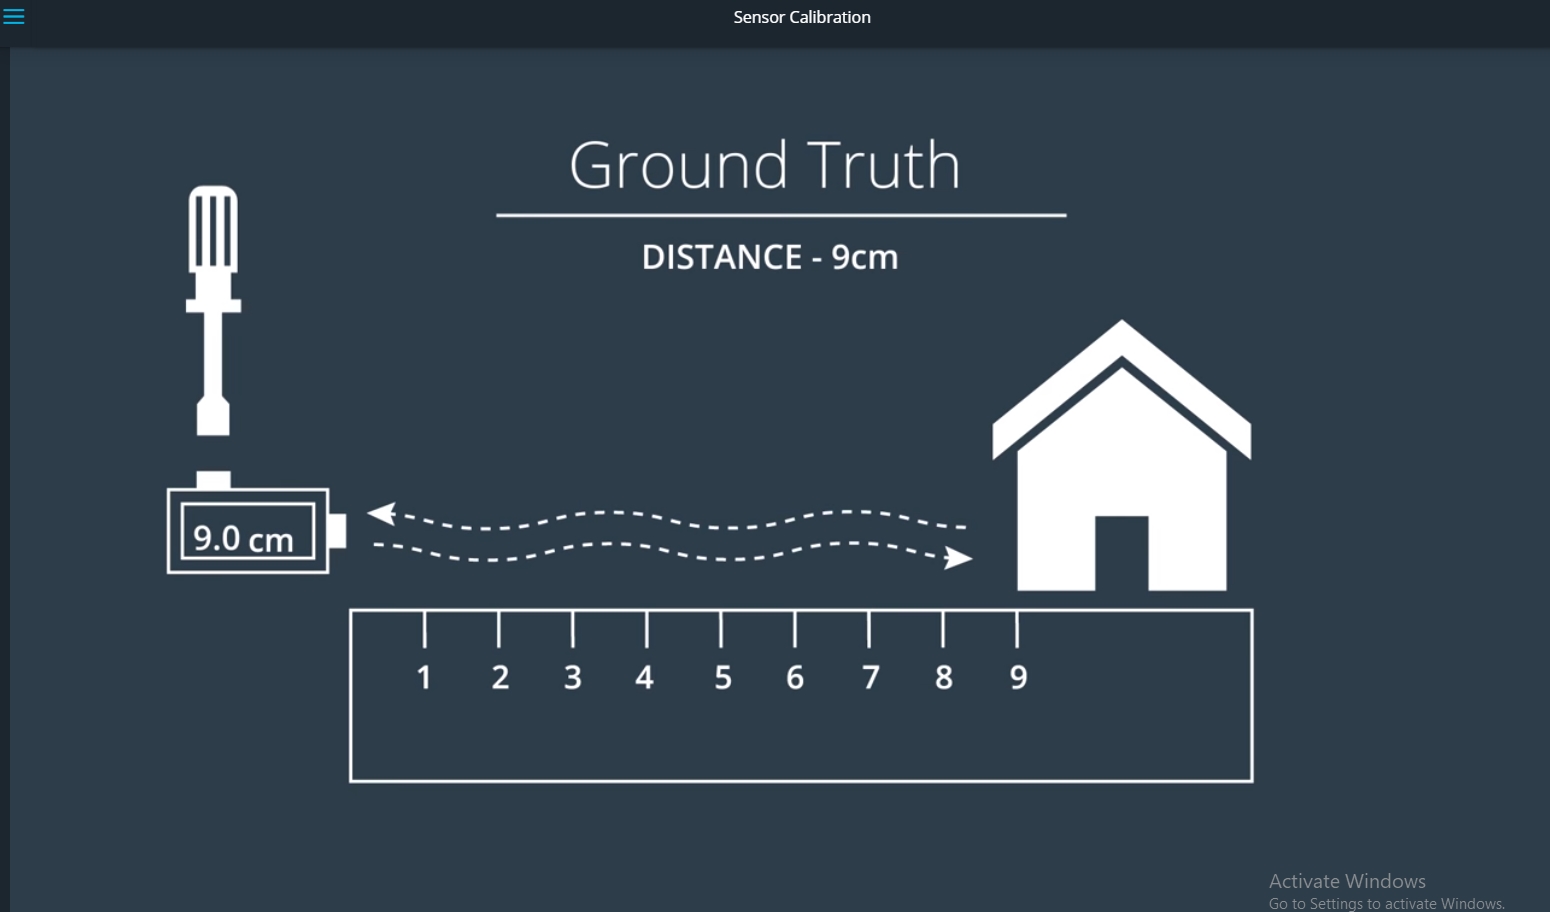 Sensor Calibration
Ground Truth
DISTANCE - 9cm
9.0 cm
1 2 3 4 5 6 7 8 9
Activate Windows
Go to Settings to activate Windows.